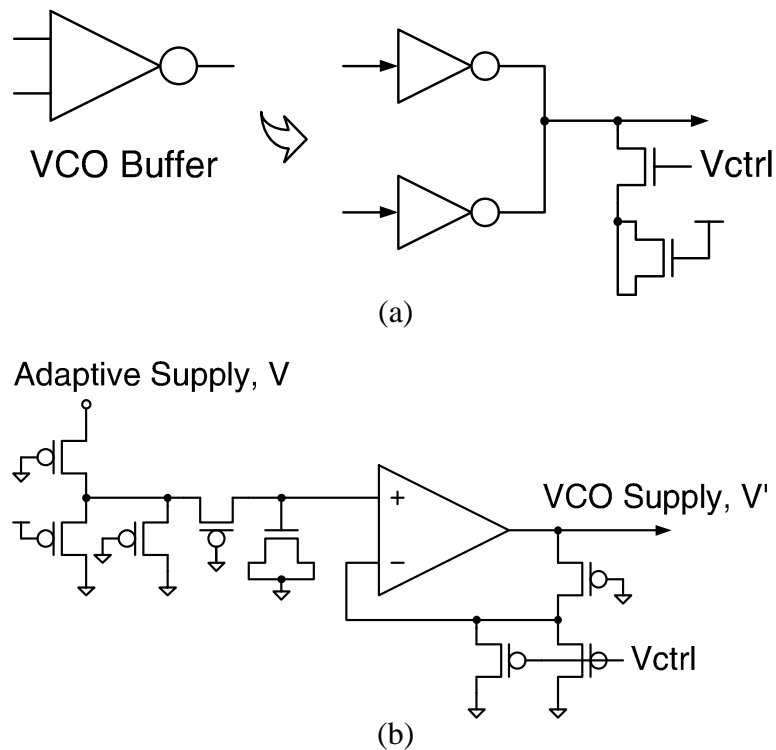 VCO Buffer
Vctrl
(a)
Adaptive Supply, V
+
VCO Supply, V'
−
Vctrl
(b)